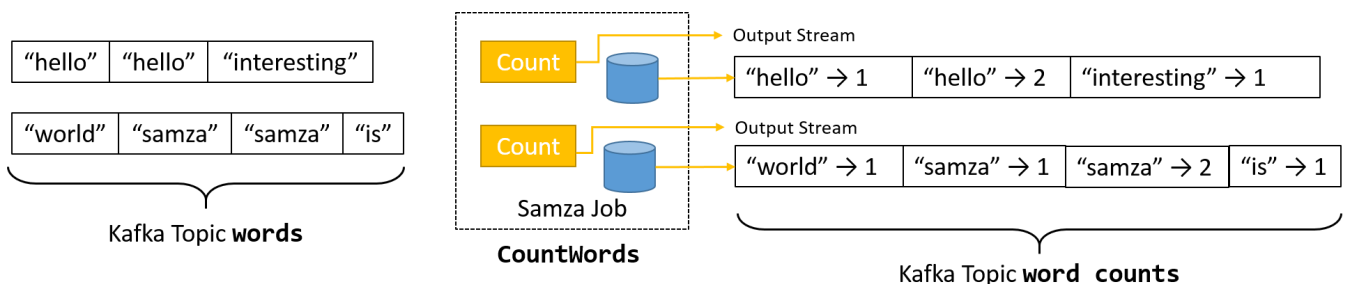 “hello” “hello” “interesting”
“world” “samza” “samza” “is”
Kafka Topic words
Count
Count
Samza Job
CountWords
Output Stream
“hello” → 1 “hello” → 2 “interesting” → 1
Output Stream
“world” → 1 “samza” → 1 “samza” → 2 “is” → 1
Kafka Topic word counts